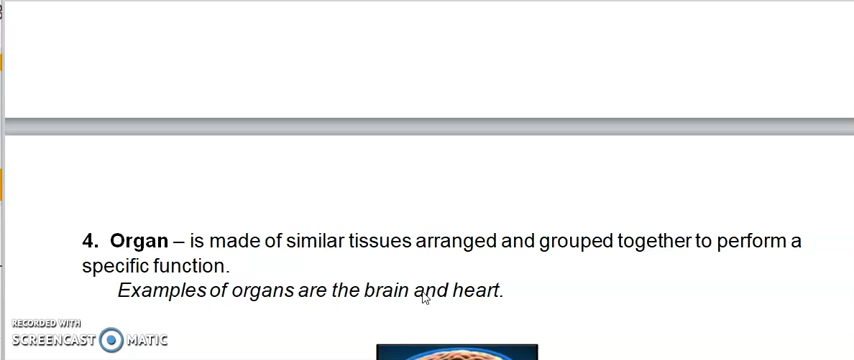 4. Organ – is made of similar tissues arranged and grouped together to perform a
specific function.
Examples of organs are the brain and heart.
RECORDED WITH
SCREENCAST MATIC